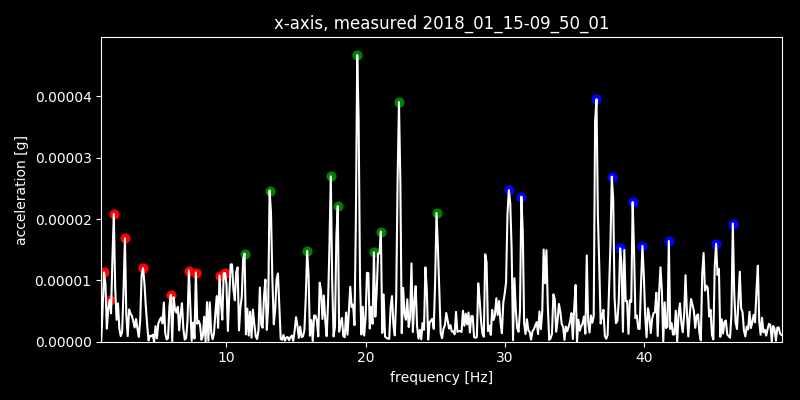 x-axis, measured 2018_01_15-09_50_01
acceleration [g]
0.00004
0.00003
0.00002
0.00001
0.00000
10 20 30 40
frequency [Hz]